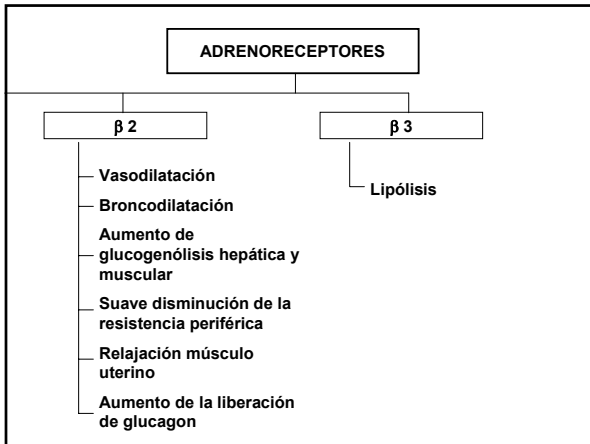 ADRENORECEPTORES
β 2
Vasodilatación
Broncodilatación
Aumento de
glucogenólisis hepática y
muscular
Suave disminución de la
resistencia periférica
Relajación músculo
uterino
Aumento de la liberación
de glucagon
β 3
Lipólisis